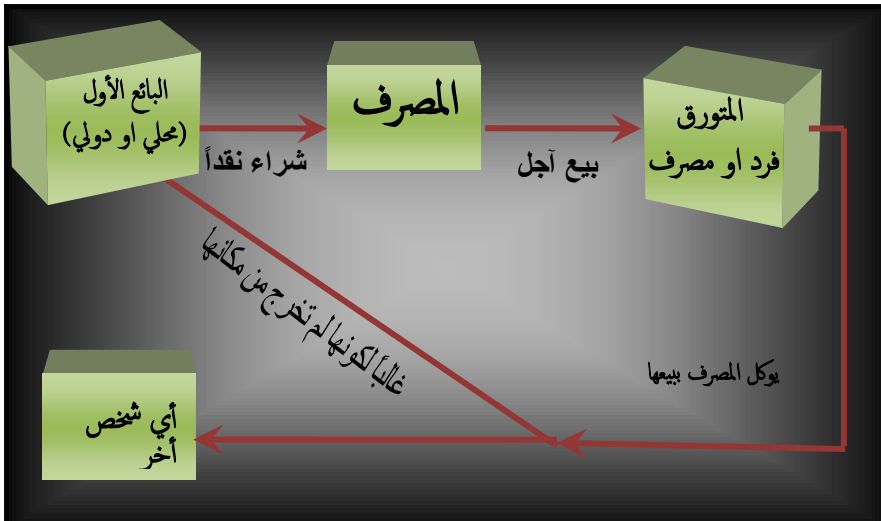 البائع الأول
(محلي او دولي)
المصرف
المتورق
فرد او مصرف
شراء نقداً
بيع آجل
غالباً لكونها لم تخرج من مكانها
يوكل المصرف ببيعها
أي شخص
أخر